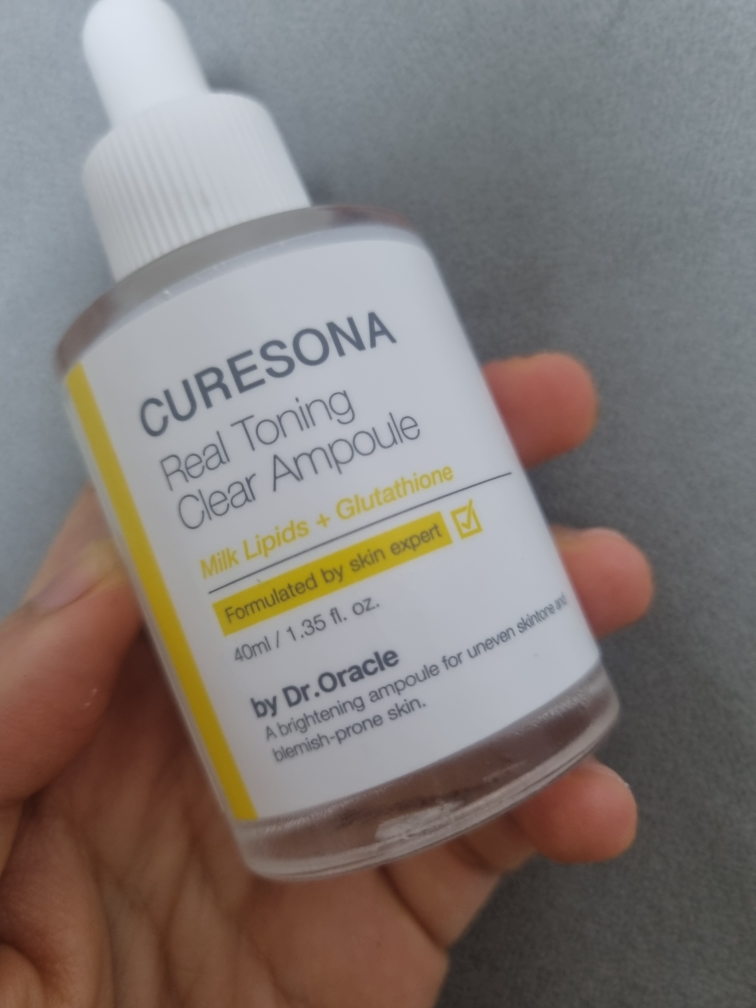 CURESONA
Real Toning
Clear Ampoule
Milk Lipids + Glutathione
Formulated by skin expert
40ml / 1.35 fl. oz.
by Dr.Oracle
A brightening ampoule for uneven skintone and
blemish-prone skin.